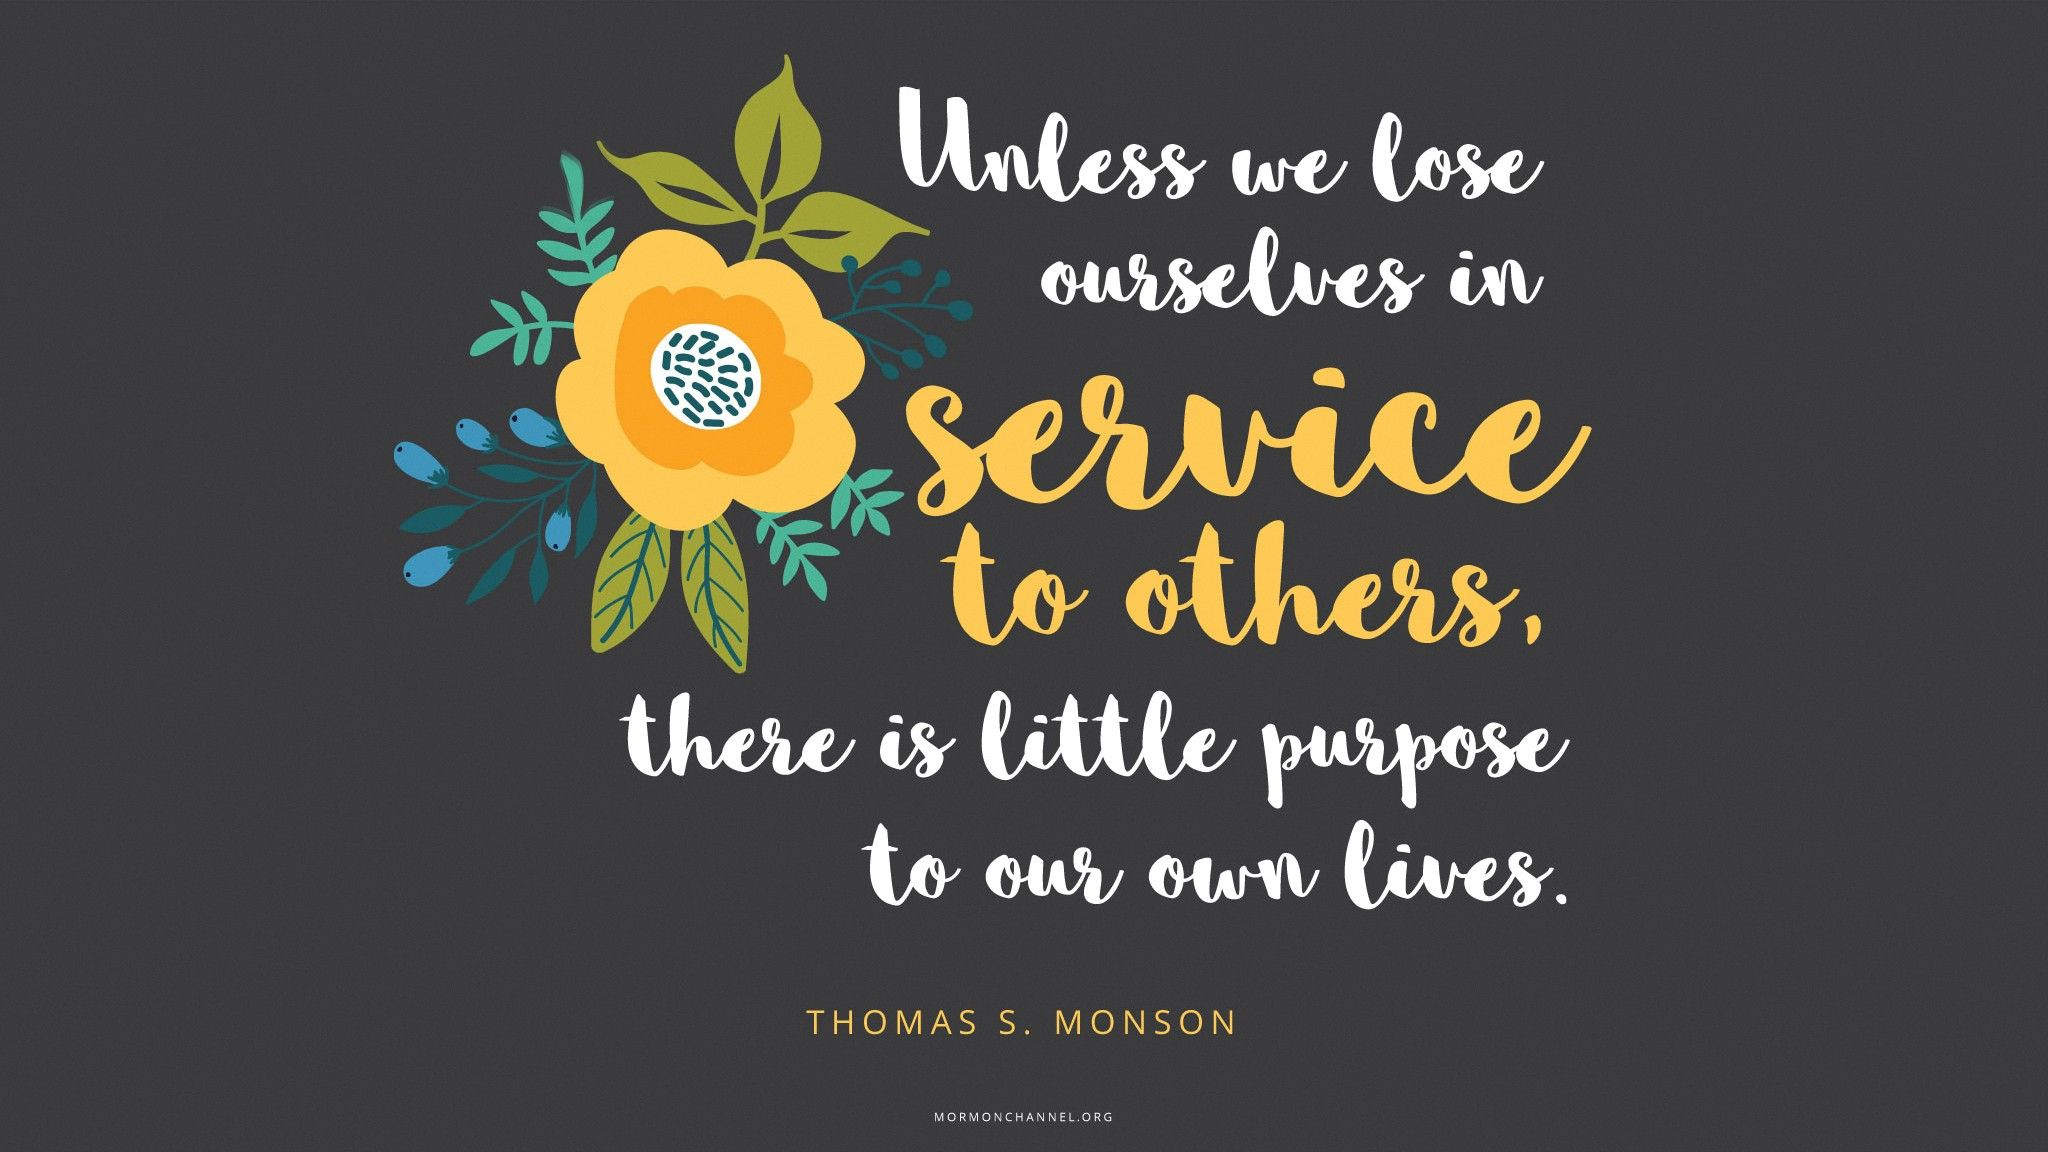 Unless we lose
ourselves in
service
to others,
there is little purpose
to our own lives.
THOMAS S. MONSON
MORMONCHANNEL.ORG